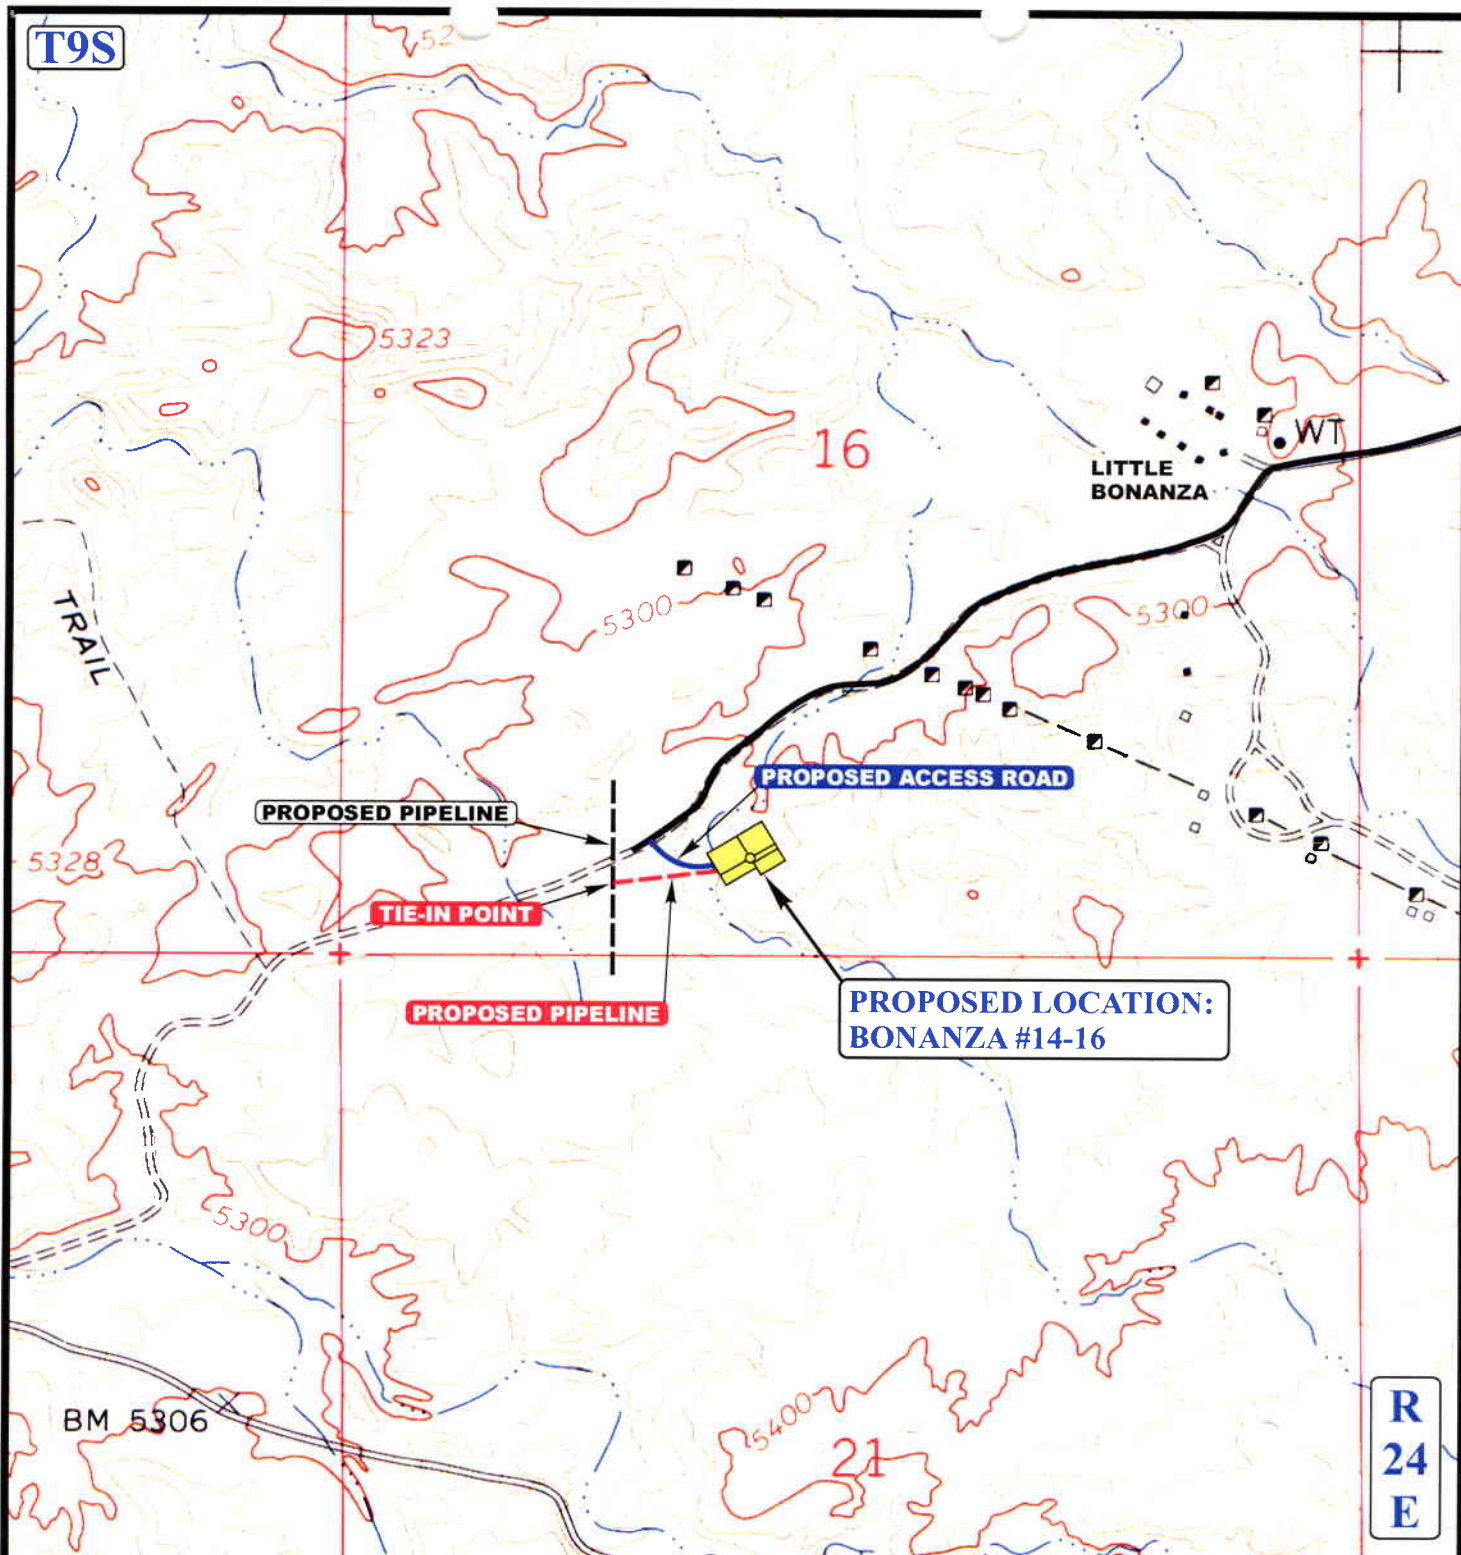 T9S
52
5323
16
WT
LITTLE
BONANZA
TRAIL
5300
5300
PROPOSED ACCESS ROAD
PROPOSED PIPELINE
5328
TIE-IN POINT
PROPOSED PIPELINE
PROPOSED LOCATION:
BONANZA #14-16
5300
BM 5306
5400
21
R
24
E